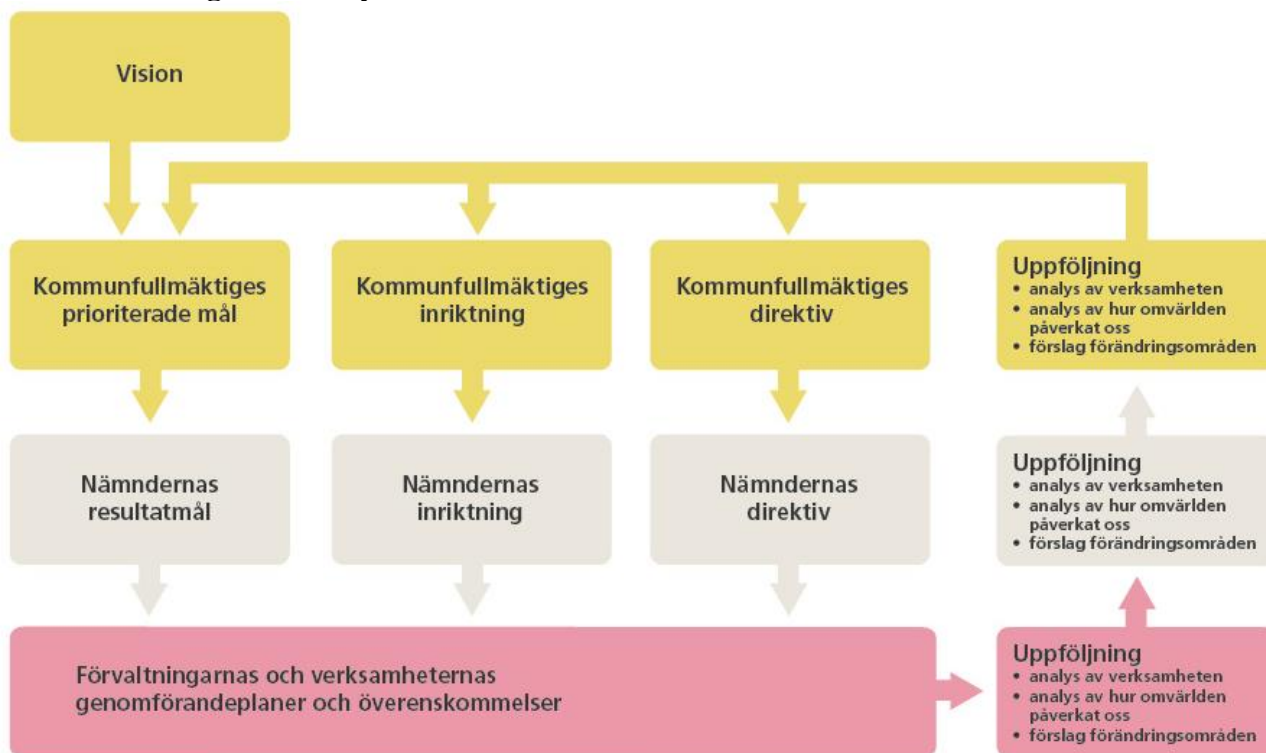 Vision
Kommunfullmäktiges
prioriterade mål
Kommunfullmäktiges
inriktning
Kommunfullmäktiges
direktiv
Uppföljning
• analys av verksamheten
• analys av hur omvärlden
påverkat oss
• förslag förändringsområden
Nämndernas
resultatmål
Nämndernas
inriktning
Nämndernas
direktiv
Uppföljning
• analys av verksamheten
• analys av hur omvärlden
påverkat oss
• förslag förändringsområden
Förvaltningarnas och verksamheternas
genomförandeplaner och överenskommelser
Uppföljning
• analys av verksamheten
• analys av hur omvärlden
påverkat oss
• förslag förändringsområden